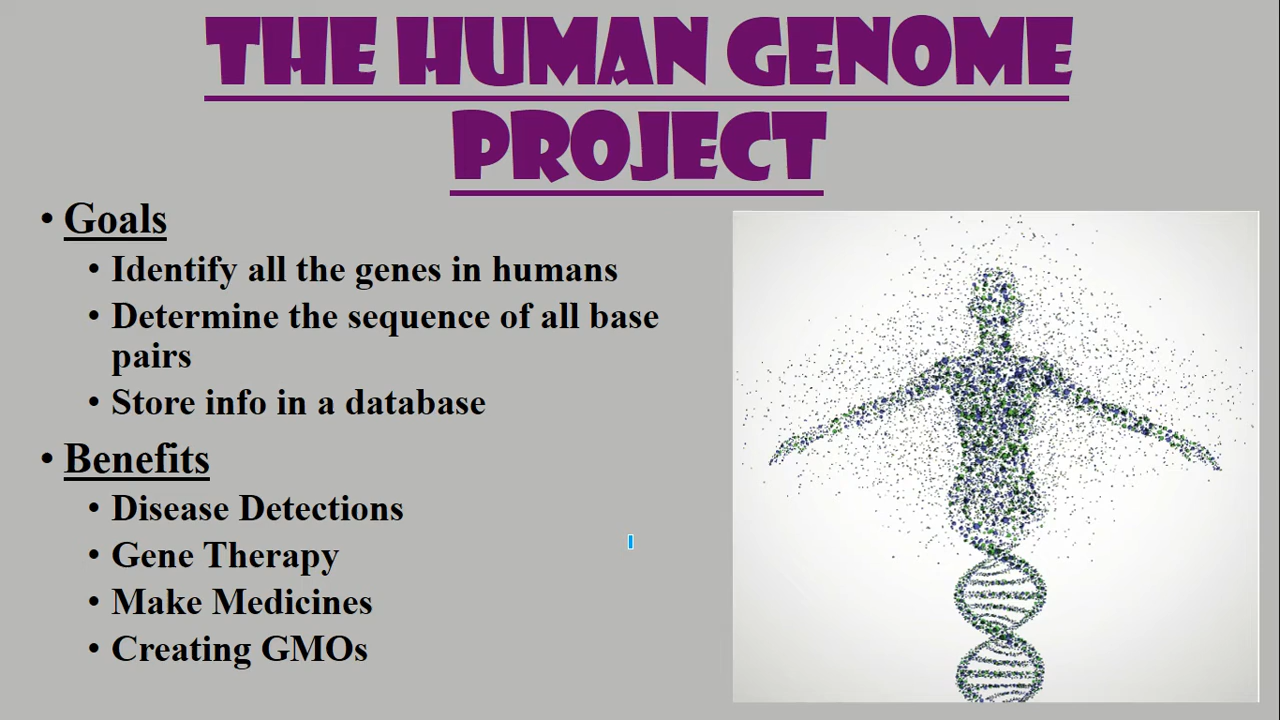 THE HUMAN GENOME
PROJECT
• Goals
• Identify all the genes in humans
• Determine the sequence of all base
pairs
• Store info in a database
• Benefits
• Disease Detections
• Gene Therapy
• Make Medicines
• Creating GMOs